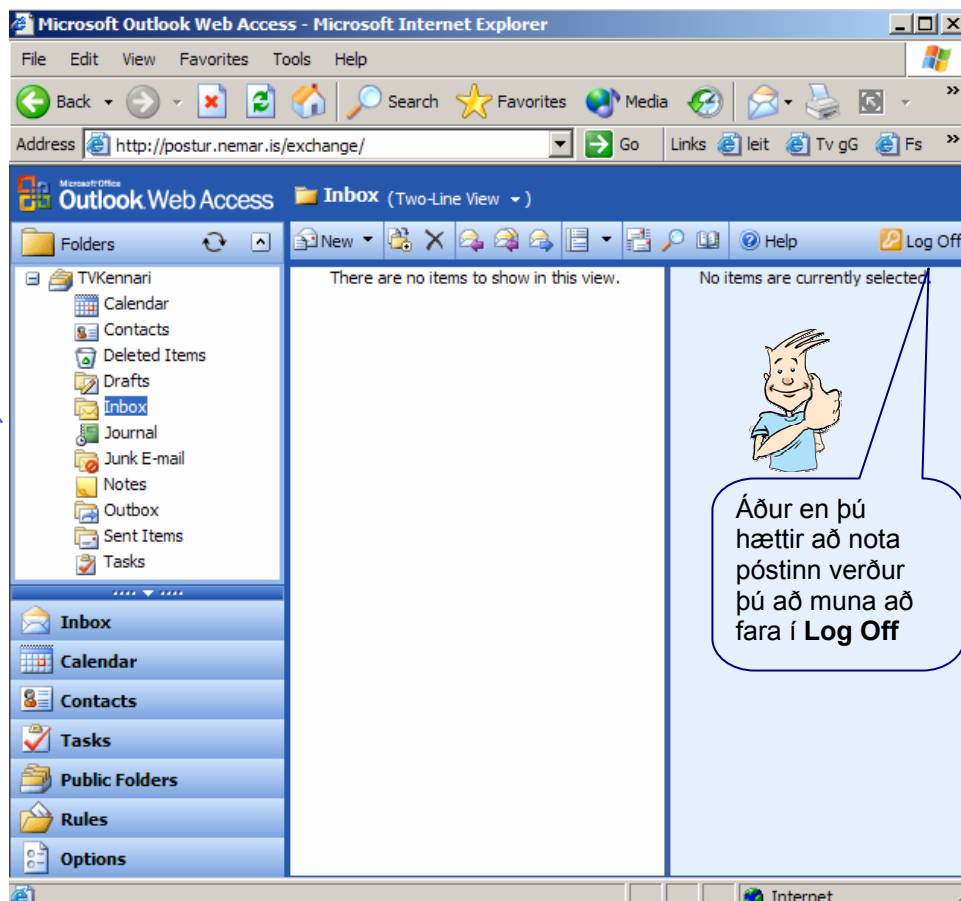 Microsoft Outlook Web Access - Microsoft Internet Explorer
File Edit View Favorites Tools Help
Back Search Favorites Media »
Address http://postur.nemar.is/exchange/ Go Links leit Tv gG Fs »
Microsoft Office
Outlook Web Access
Inbox (Two-Line View)
Folders
New Help Log Off
There are no items to show in this view.
No items are currently selected.
TVKennari
Calendar
Contacts
Deleted Items
Drafts
Inbox
Journal
Junk E-mail
Notes
Outbox
Sent Items
Tasks
Áður en þú
hættir að nota
póstinn verður
þú að muna að
fara í Log Off
Inbox
Calendar
Contacts
Tasks
Public Folders
Rules
Options
Internet